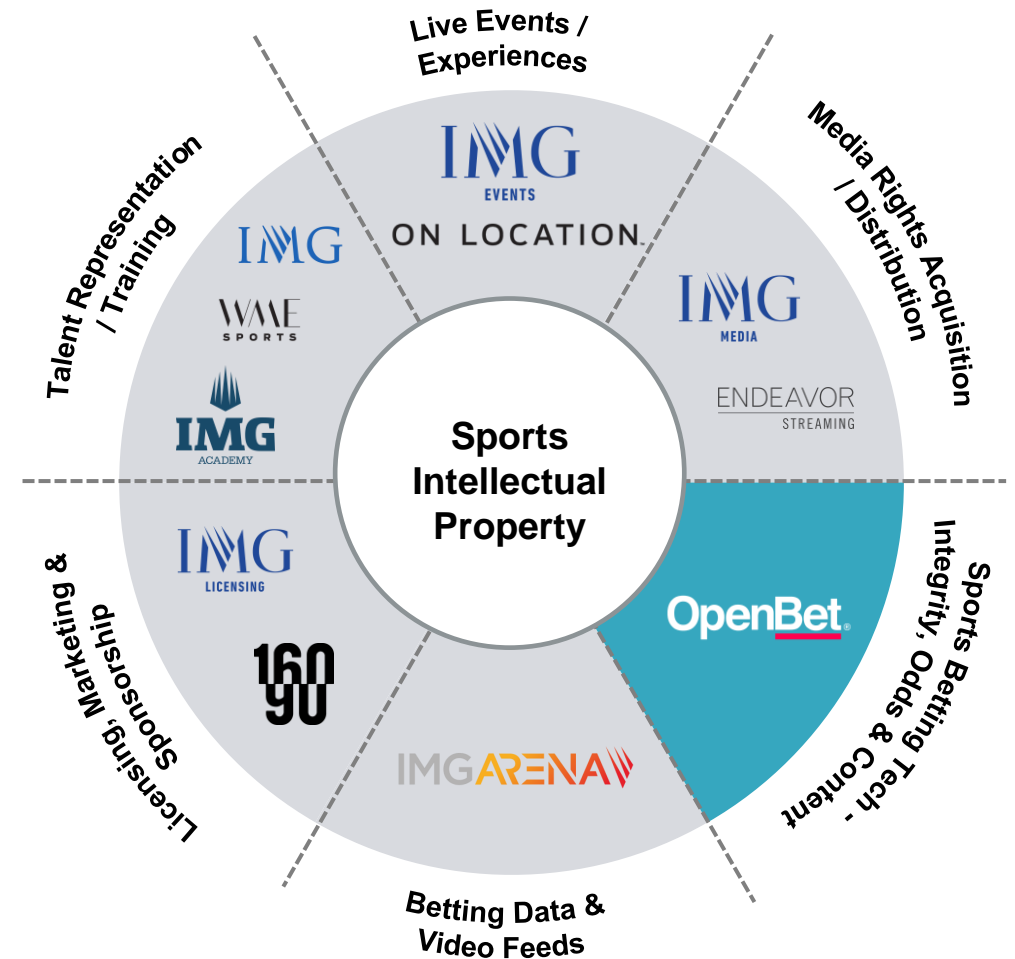 Live Events /
Experiences
IMG
EVENTS
ON LOCATION™
Media Rights Acquisition
/ Distribution
IMG
MEDIA
ENDEAVOR
STREAMING
Sports Betting Tech -
Integrity, Odds & Content
OpenBet®
Betting Data &
Video Feeds
IMGARENA
Licensing, Marketing &
Sponsorship
IMG
LICENSING
160
90
Talent Representation
/ Training
IMG
WME
SPORTS
IMG
ACADEMY
Sports
Intellectual
Property